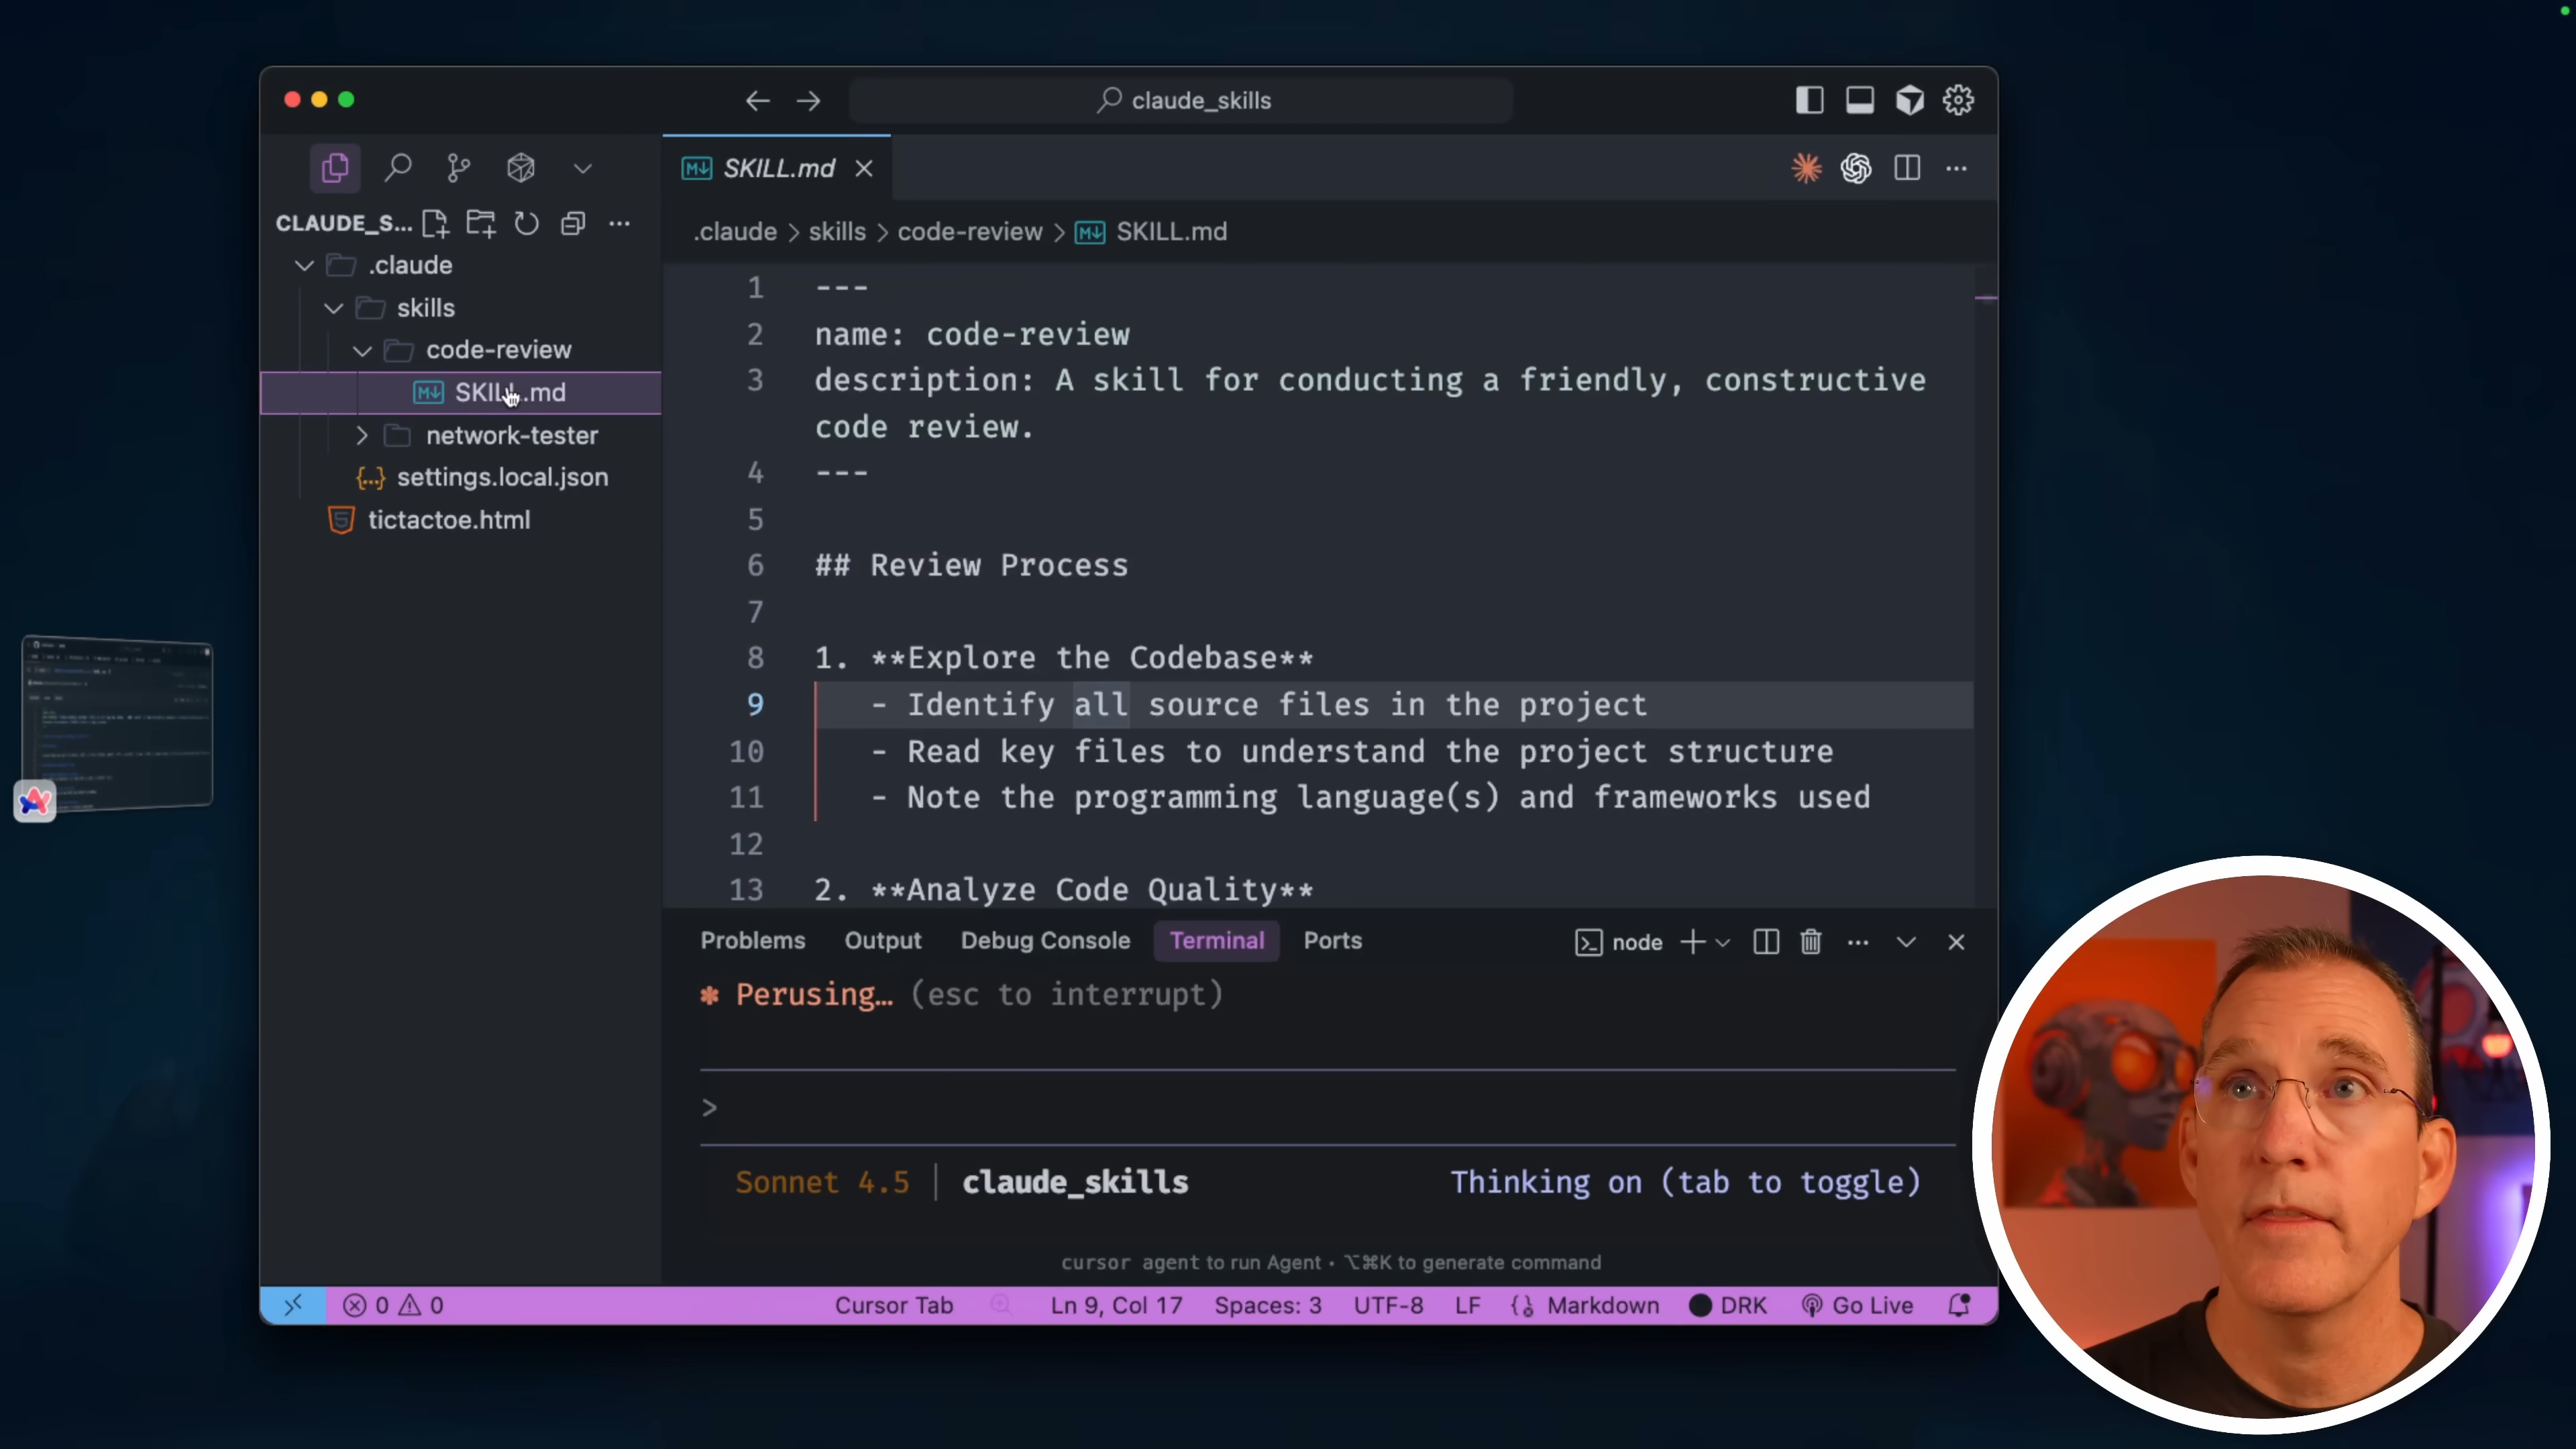 claude_skills
SKILL.md
CLAUDE_S...
.claude > skills > code-review > SKILL.md
.claude
skills
code-review
SKILL.md
network-tester
settings.local.json
tictactoe.html
1 ---
2 name: code-review
3 description: A skill for conducting a friendly, constructive
code review.
4 ---
5
6 ## Review Process
7
8 1. **Explore the Codebase**
9 - Identify all source files in the project
10 - Read key files to understand the project structure
11 - Note the programming language(s) and frameworks used
12
13 2. **Analyze Code Quality**
Problems Output Debug Console Terminal Ports node
* Perusing… (esc to interrupt)
>
Sonnet 4.5 | claude_skills Thinking on (tab to toggle)
cursor agent to run Agent • ⌥⌘K to generate command
0 0 Cursor Tab Ln 9, Col 17 Spaces: 3 UTF-8 LF Markdown DRK Go Live